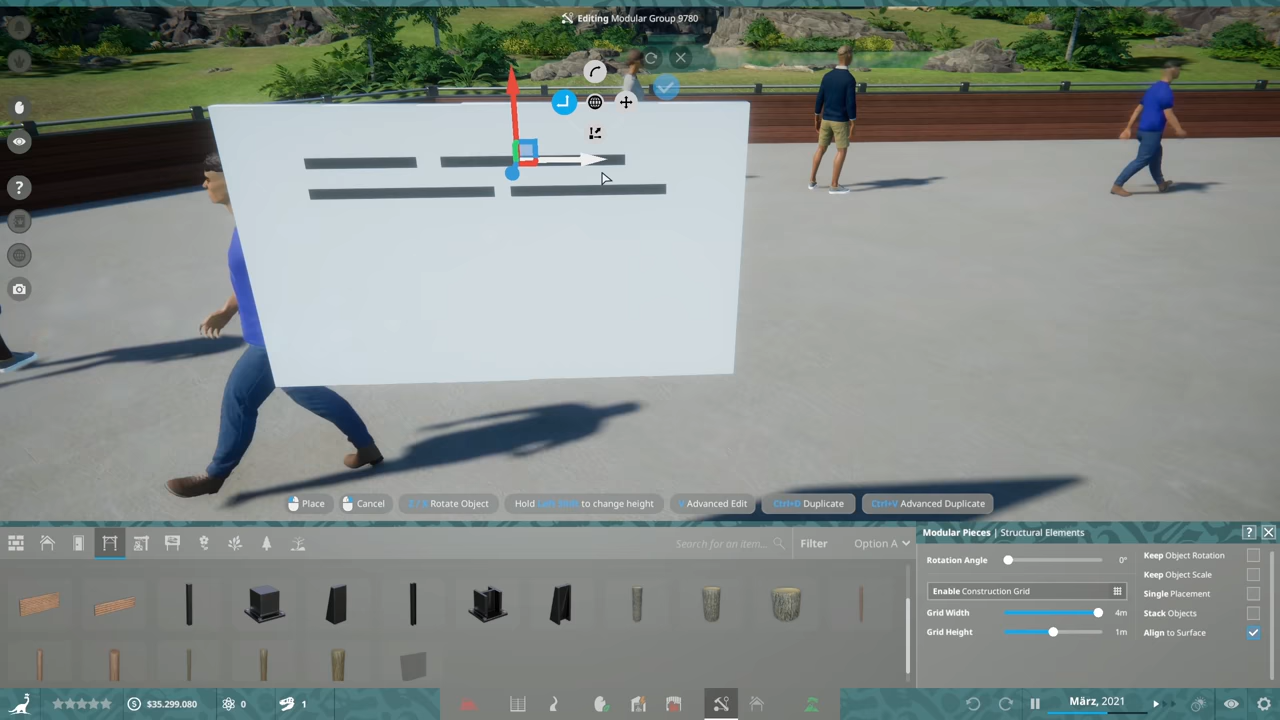 Editing Modular Group 9780
Place
Cancel
Rotate Object
Hold to change height
V Advanced Edit
Ctrl+D Duplicate
Ctrl+V Advanced Duplicate
Search for an item...
Filter
Option A
Modular Pieces | Structural Elements
?
Rotation Angle 0°
Enable Construction Grid
Grid Width 4m
Grid Height 1m
Keep Object Rotation
Keep Object Scale
Single Placement
Stack Objects
Align to Surface
$35.299.080
0
1
März, 2021